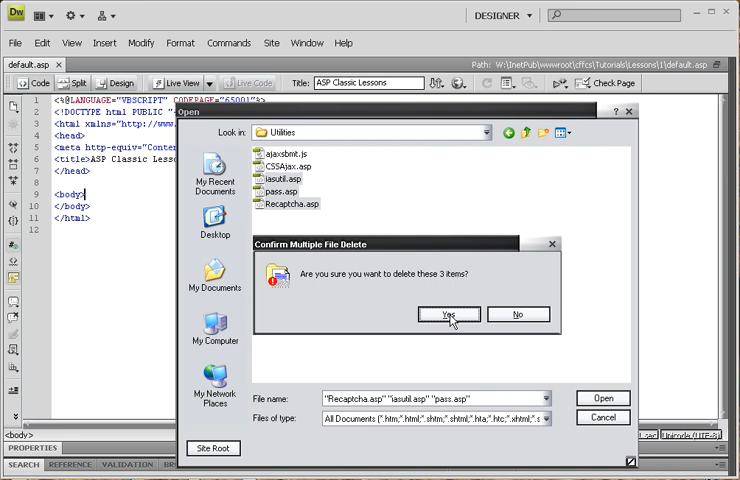 Dw
DESIGNER
File Edit View Insert Modify Format Commands Site Window Help
default.asp
Path: W:\InetPub\wwwroot\cffcs\Tutorials\Lessons\1\default.asp
Code Split Design Live View Live Code Title: ASP Classic Lessons Check Page
1 <%@LANGUAGE="VBSCRIPT" CODEPAGE="65001"%>
2 <!DOCTYPE html PUBLIC
3 <html xmlns="http://www.
4 <head>
5 <meta http-equiv="Conten
6 <title>ASP Classic Lesso
7 </head>
8
9 <body>
10 </body>
11 </html>
12
Open
Look in: Utilities
My Recent Documents
Desktop
My Documents
My Computer
My Network Places
ajaxsbmt.js
CSSAjax.asp
iasutil.asp
pass.asp
Recaptcha.asp
Confirm Multiple File Delete
Are you sure you want to delete these 3 items?
Yes No
File name: "Recaptcha.asp" "iasutil.asp" "pass.asp" Open
Files of type: All Documents (*.htm;*.html;*.shtm;*.shtml;*.hta;*.htc;*.xhtml;*.s Cancel
Site Root
<body>
sec Unicode (UTF-8)
PROPERTIES
SEARCH REFERENCE VALIDATION BR